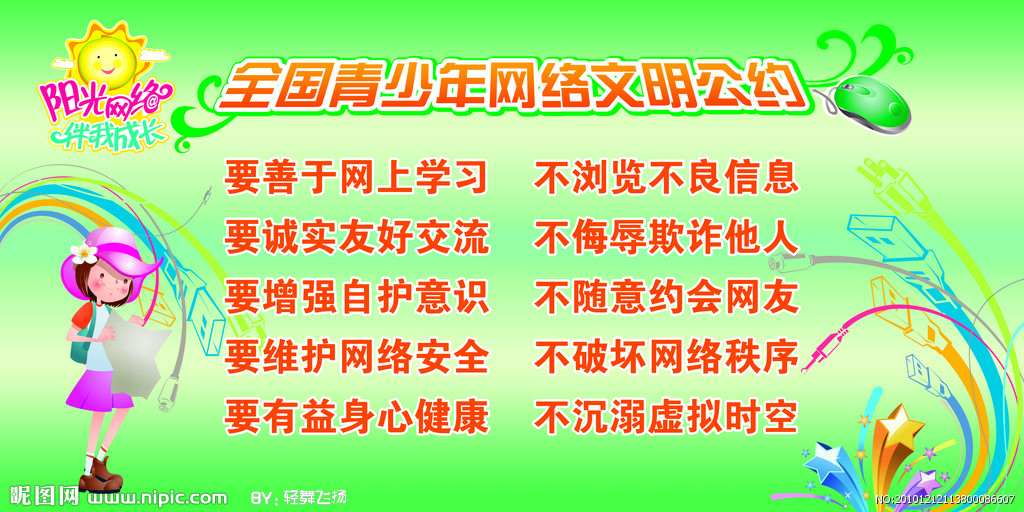 阳光网络@
伴我成长
全国青少年网络文明公约
要善于网上学习 不浏览不良信息
要诚实友好交流 不侮辱欺诈他人
要增强自护意识 不随意约会网友
要维护网络安全 不破坏网络秩序
要有益身心健康 不沉溺虚拟时空
昵图网 www.nipic.com BY: 轻舞飞扬
NO:20101212113800086607